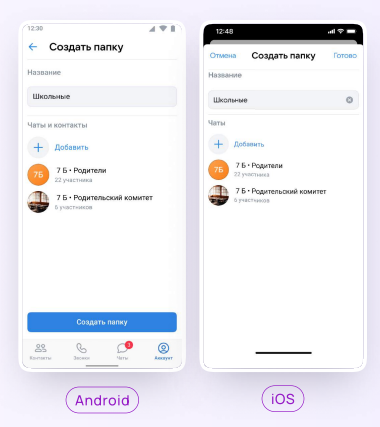 12:30
← Создать папку
Название
Школьные
Чаты и контакты
+ Добавить
7Б
7 Б • Родители
22 участника
7 Б • Родительский комитет
6 участников
Создать папку
3
Контакты Звонки Чаты Аккаунт
Android
12:48
Отмена Создать папку Готово
Название
Школьные
Чаты
+ Добавить
7Б
7 Б • Родители
22 участника
7 Б • Родительский комитет
6 участников
iOS